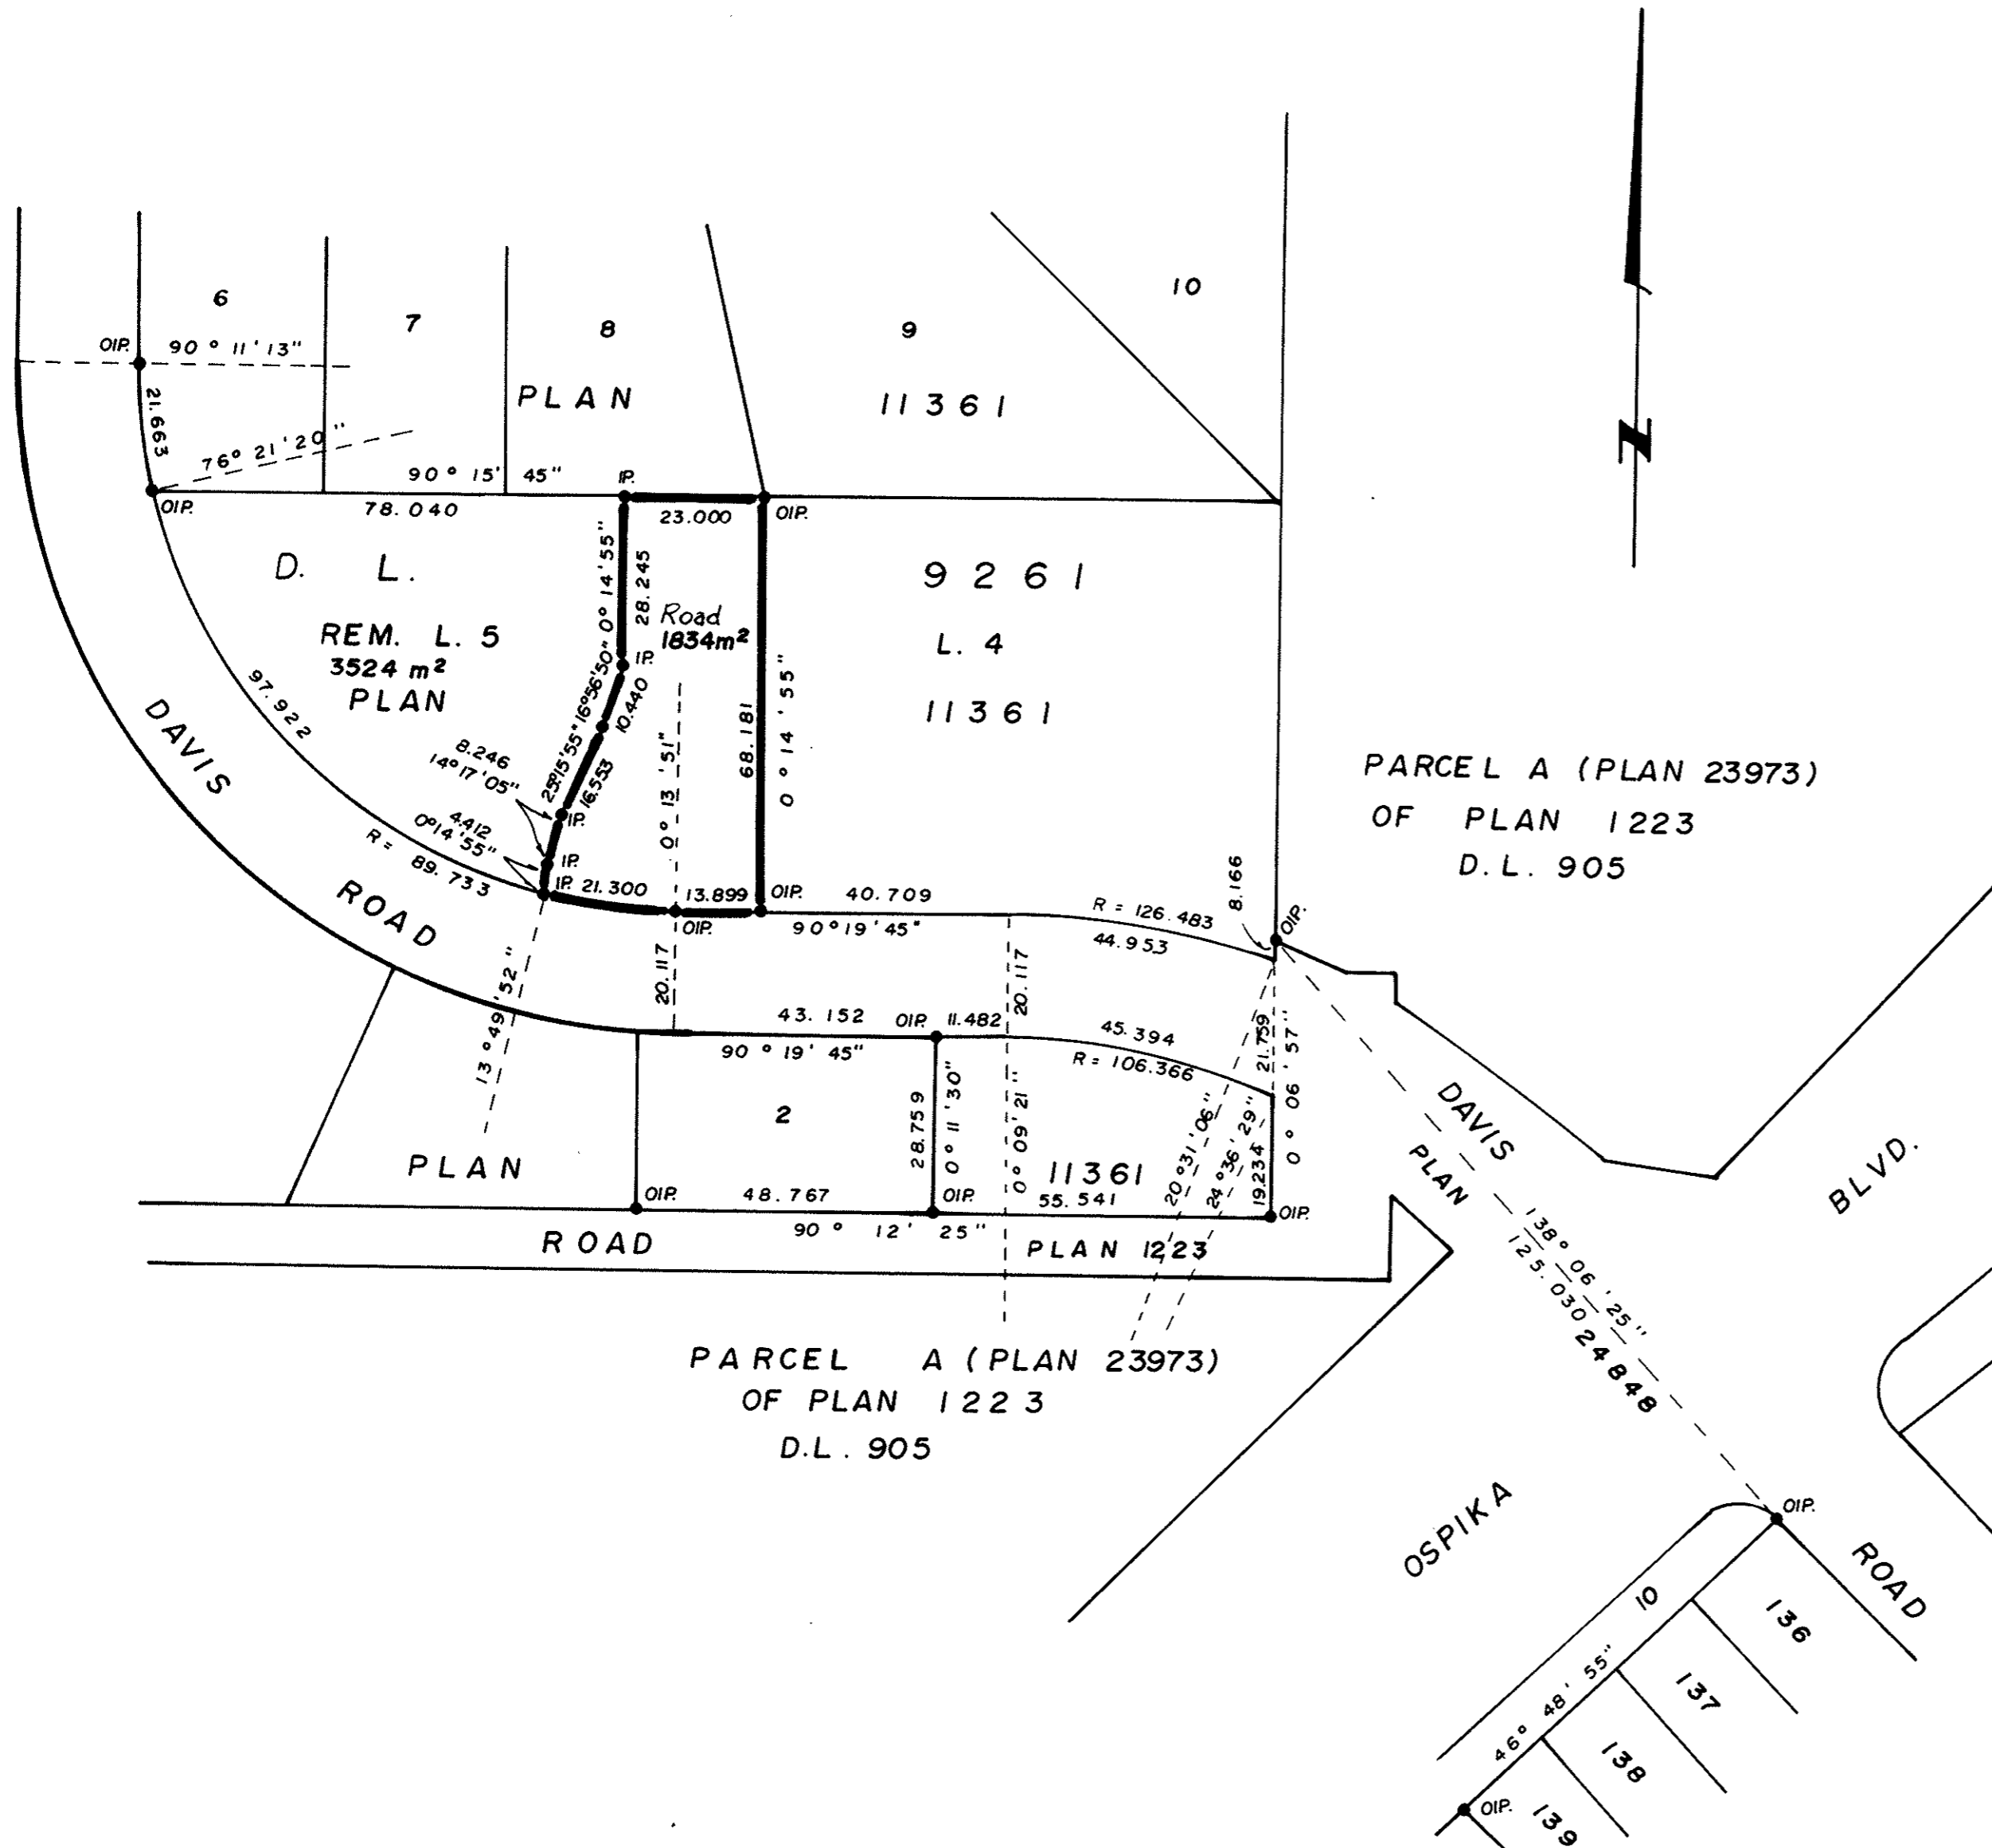 6
7
8
9
10
OIP.
90° 11' 13"
PLAN
11361
21.663
76° 21' 20"
90° 15' 45"
IP.
OIP.
78.040
23.000
OIP.
D. L.
9261
0° 14' 55"
28.245
Road
1834m²
REM. L. 5
3524 m²
PLAN
L. 4
11361
IP.
16°56'50"
10.440
97.922
DAVIS
ROAD
8.246
14°17'05"
25°15'55"
16.553
0° 13' 51"
68.181
0° 14' 55"
IP.
4.412
0°14'55"
R = 89.733
IP.
IP.
21.300
13.899
OIP.
40.709
OIP.
90°19'45"
R = 126.483
44.953
8.166
OIP.
PARCEL A (PLAN 23973)
OF PLAN 1223
D.L. 905
13°49'52"
20.117
20.117
43.152
OIP.
11.482
90° 19' 45"
45.394
R = 106.366
21.759
0° 06' 57"
2
28.759
0° 11' 30"
0° 09' 21"
20°31'06"
24°36'29"
19.234
PLAN
11361
OIP.
48.767
OIP.
55.541
OIP.
90° 12' 25"
ROAD
PLAN 1223
DAVIS
PLAN
138° 06' 25"
125.030
24848
BLVD.
PARCEL A (PLAN 23973)
OF PLAN 1223
D.L. 905
OSPIKA
OIP.
ROAD
10
136
46° 48' 55"
137
138
OIP.
139
N